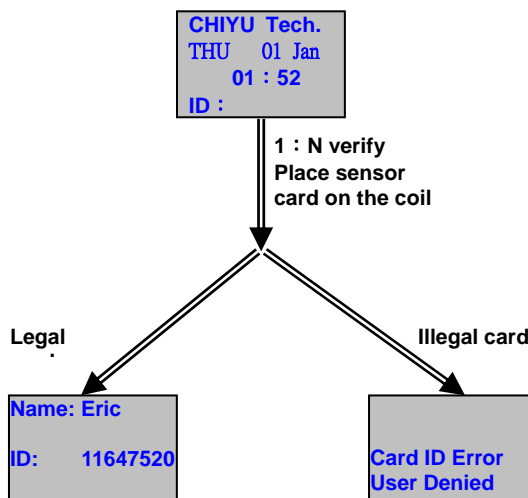 CHIYU Tech.
THU 01 Jan
01：52
ID：
1：N verify
Place sensor
card on the coil
Legal
.
Illegal card
Name: Eric
ID: 11647520
Card ID Error
User Denied